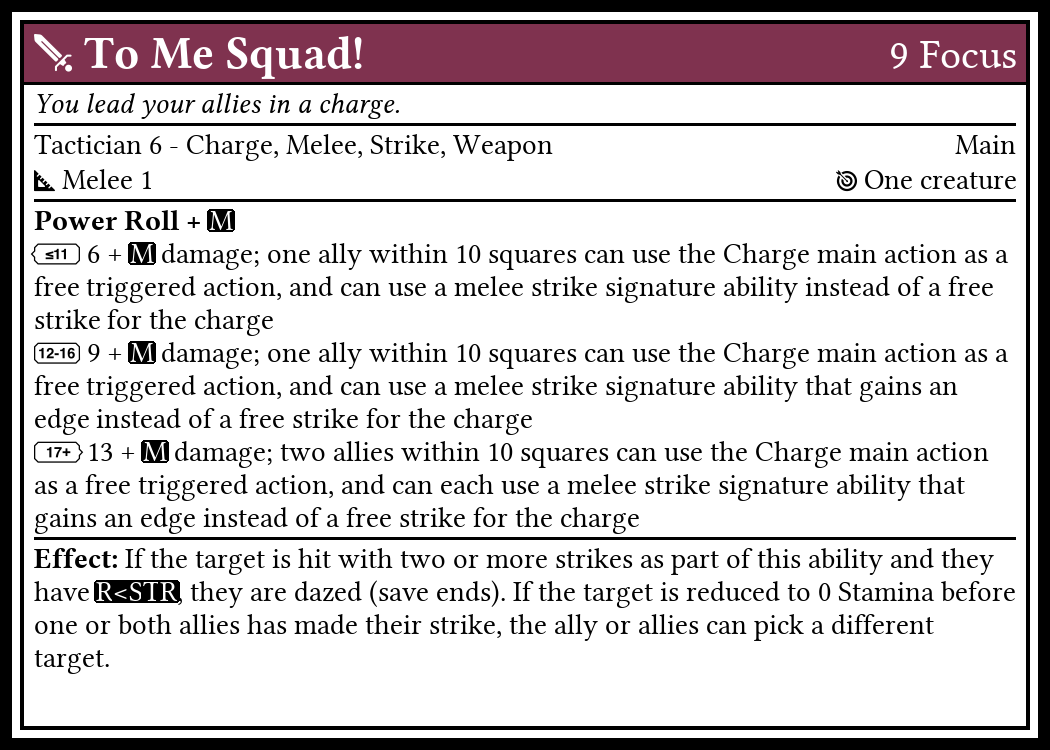 To Me Squad! 9 Focus
You lead your allies in a charge.
Tactician 6 - Charge, Melee, Strike, Weapon Main
Melee 1 One creature
Power Roll + M
≤11 6 + M damage; one ally within 10 squares can use the Charge main action as a
free triggered action, and can use a melee strike signature ability instead of a free
strike for the charge
12-16 9 + M damage; one ally within 10 squares can use the Charge main action as a
free triggered action, and can use a melee strike signature ability that gains an
edge instead of a free strike for the charge
17+ 13 + M damage; two allies within 10 squares can use the Charge main action
as a free triggered action, and can each use a melee strike signature ability that
gains an edge instead of a free strike for the charge
Effect: If the target is hit with two or more strikes as part of this ability and they
have R<STR, they are dazed (save ends). If the target is reduced to 0 Stamina before
one or both allies has made their strike, the ally or allies can pick a different
target.